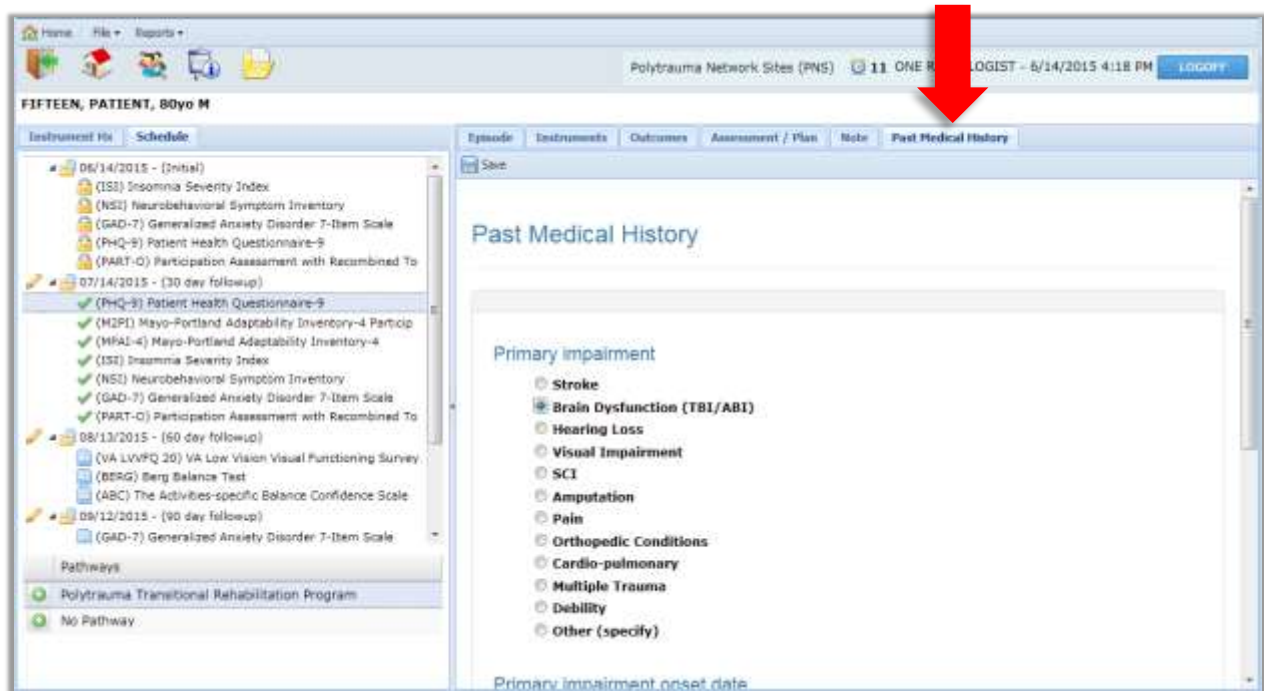 Home File Reports
Polytrauma Network Sites (PNS) 11 ONE LOGIST - 6/14/2015 4:18 PM LOGOFF
FIFTEEN, PATIENT, 80yo M
Instrument Hx Schedule
06/14/2015 - (Initial)
(ISI) Insomnia Severity Index
(NSI) Neurobehavioral Symptom Inventory
(GAD-7) Generalized Anxiety Disorder 7-Item Scale
(PHQ-9) Patient Health Questionnaire-9
(PART-O) Participation Assessment with Recombined To
07/14/2015 - (30 day followup)
(PHQ-9) Patient Health Questionnaire-9
(M2PI) Mayo-Portland Adaptability Inventory-4 Particip
(MPAI-4) Mayo-Portland Adaptability Inventory-4
(ISI) Insomnia Severity Index
(NSI) Neurobehavioral Symptom Inventory
(GAD-7) Generalized Anxiety Disorder 7-Item Scale
(PART-O) Participation Assessment with Recombined To
08/13/2015 - (60 day followup)
(VA LVVFQ 20) VA Low Vision Visual Functioning Survey
(BERG) Berg Balance Test
(ABC) The Activities-specific Balance Confidence Scale
09/12/2015 - (90 day followup)
(GAD-7) Generalized Anxiety Disorder 7-Item Scale
Pathways
Polytrauma Transitional Rehabilitation Program
No Pathway
Episode Instruments Outcomes Assessment / Plan Note Past Medical History
Save
Past Medical History
Primary impairment
Stroke
Brain Dysfunction (TBI/ABI)
Hearing Loss
Visual Impairment
SCI
Amputation
Pain
Orthopedic Conditions
Cardio-pulmonary
Multiple Trauma
Debility
Other (specify)
Primary impairment onset date